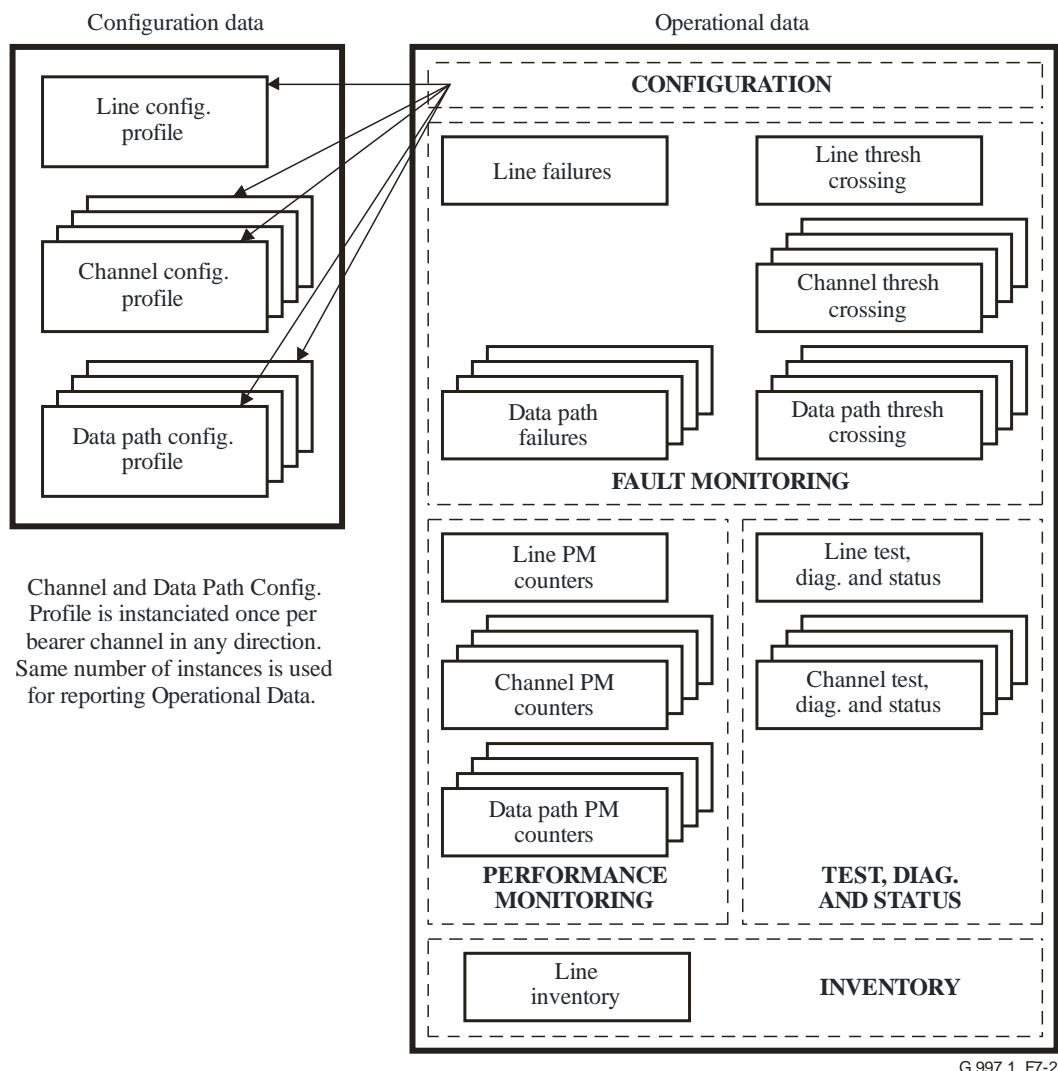 Configuration data
Line config.
profile
Channel config.
profile
Data path config.
profile
Channel and Data Path Config.
Profile is instanciated once per
bearer channel in any direction.
Same number of instances is used
for reporting Operational Data.
Operational data
CONFIGURATION
Line failures
Line thresh
crossing
Channel thresh
crossing
Data path
failures
Data path thresh
crossing
FAULT MONITORING
Line PM
counters
Channel PM
counters
Data path PM
counters
PERFORMANCE
MONITORING
Line test,
diag. and status
Channel test,
diag. and status
TEST, DIAG.
AND STATUS
Line
inventory
INVENTORY
G.997.1_F7-2